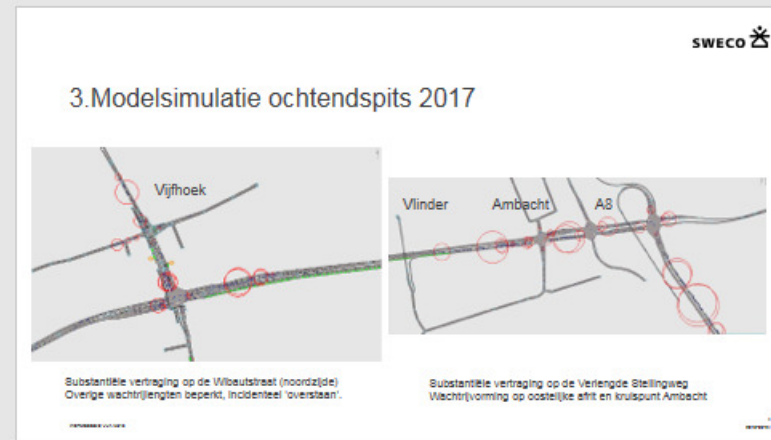 SWECO
3.Modelsimulatie ochtendspits 2017
Vijfhoek
Vlinder
Ambacht
A8
Substantiële vertraging op de Wibautstraat (noordzijde)
Overige wachtrijlengten beperkt, incidenteel 'overstaan'.
Substantiële vertraging op de Verlengde Stellingweg
Wachtrijvorming op oostelijke afrit en kruispunt Ambacht